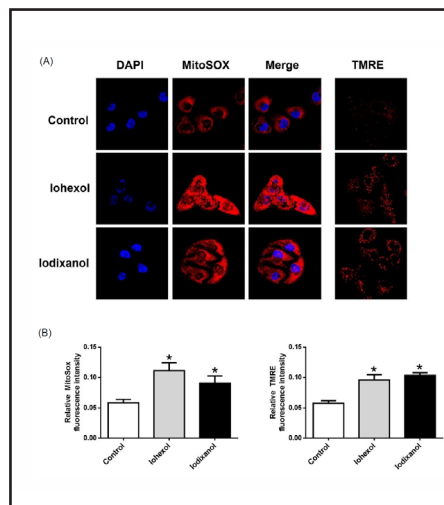 (A)
DAPI MitoSOX Merge TMRE
Control
Iohexol
Iodixanol
(B)
Relative MitoSox
fluorescence intensity
0.15
0.10
0.05
0.00
* *
Control Iohexol Iodixanol
Relative TMRE
fluorescence intensity
0.15
0.10
0.05
0.00
* *
Control Iohexol Iodixanol